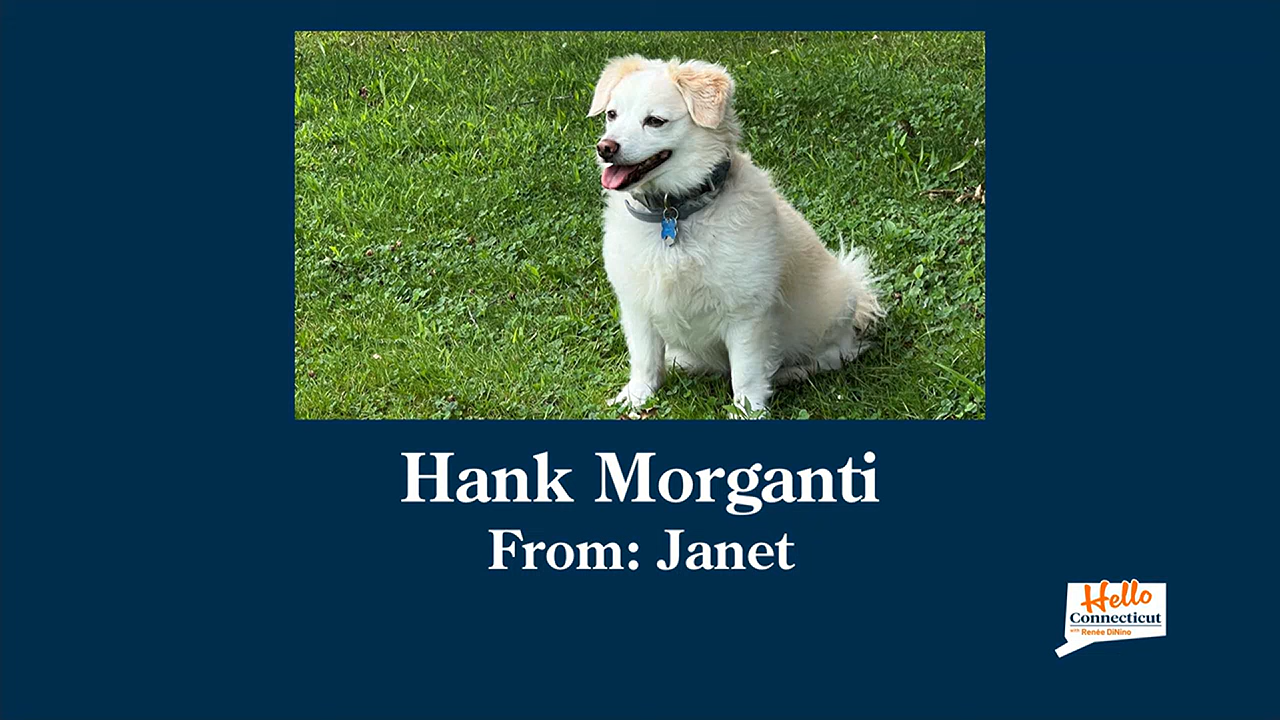 Hank Morganti
From: Janet
Hello
Connecticut
with Renée DiNino